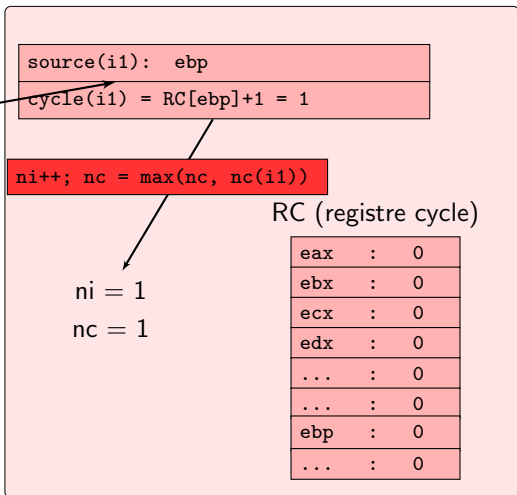 source(i1): ebp
cycle(i1) = RC[ebp]+1 = 1
ni++; nc = max(nc, nc(i1))
RC (registre cycle)
eax : 0
ebx : 0
ecx : 0
edx : 0
... : 0
... : 0
ebp : 0
... : 0
ni = 1
nc = 1